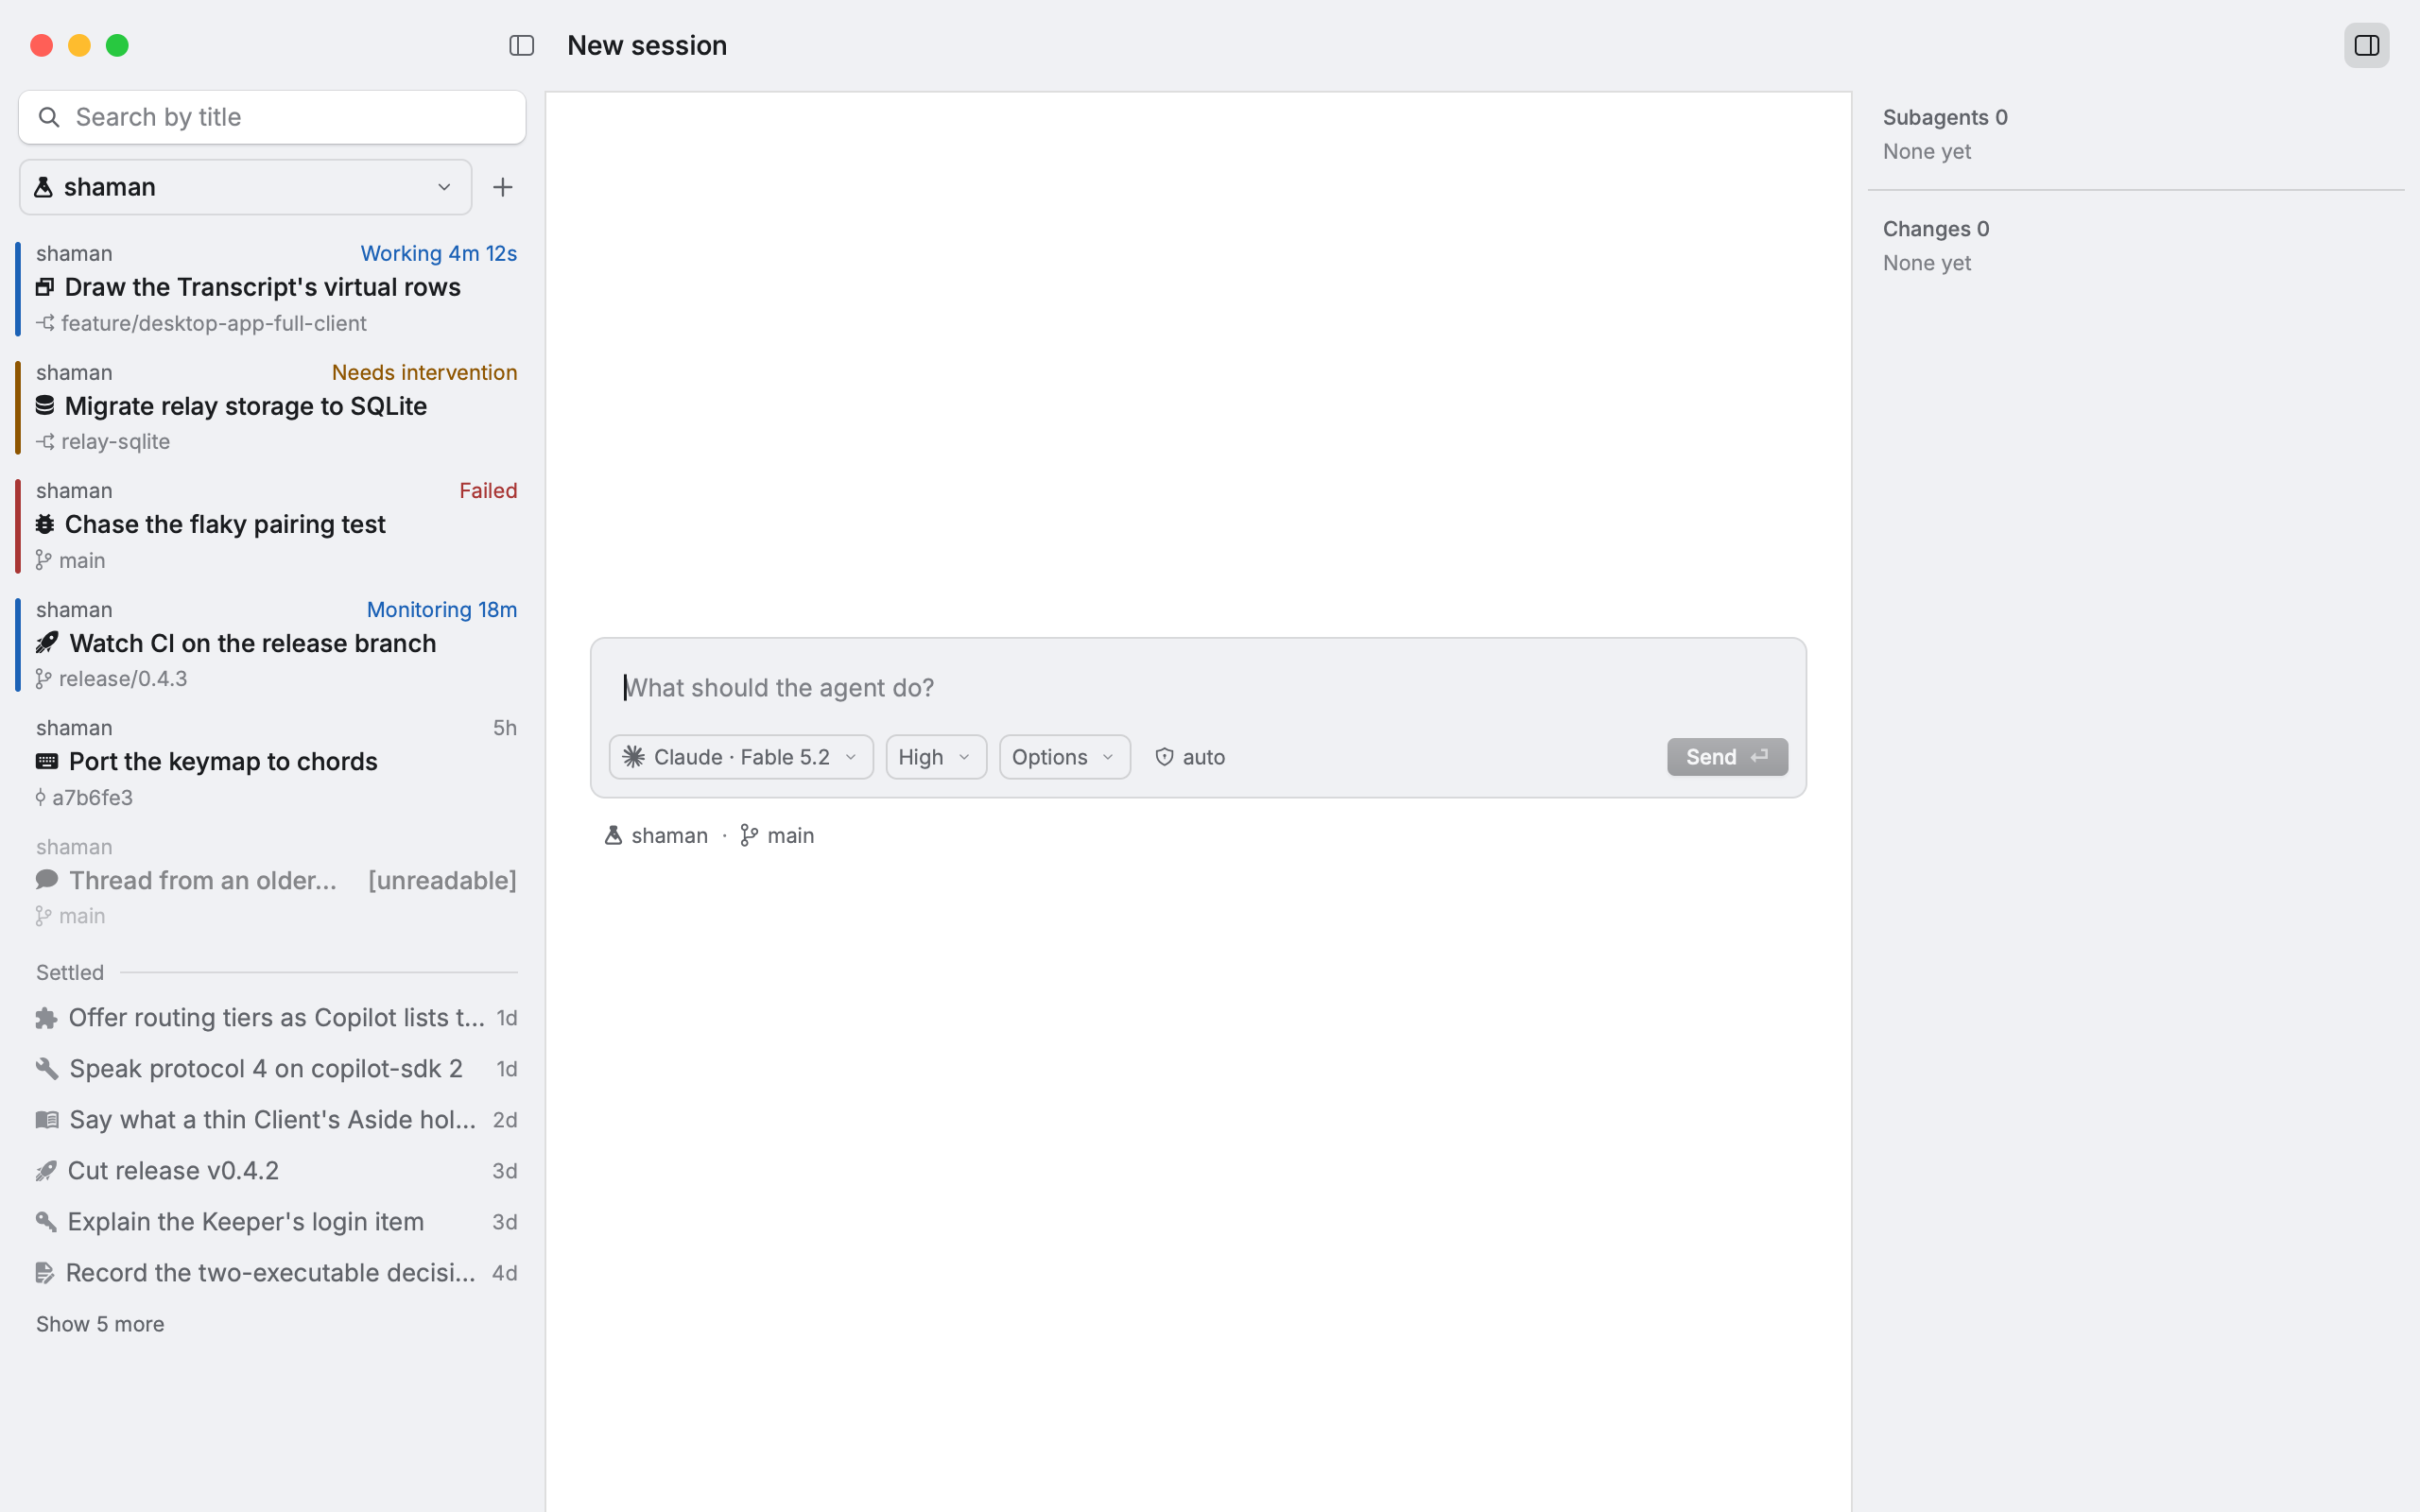 New session
Search by title
shaman
shaman Working 4m 12s
Draw the Transcript's virtual rows
feature/desktop-app-full-client
shaman Needs intervention
Migrate relay storage to SQLite
relay-sqlite
shaman Failed
Chase the flaky pairing test
main
shaman Monitoring 18m
Watch CI on the release branch
release/0.4.3
shaman 5h
Port the keymap to chords
a7b6fe3
shaman
Thread from an older... [unreadable]
main
Settled
Offer routing tiers as Copilot lists t... 1d
Speak protocol 4 on copilot-sdk 2 1d
Say what a thin Client's Aside hol... 2d
Cut release v0.4.2 3d
Explain the Keeper's login item 3d
Record the two-executable decisi... 4d
Show 5 more
What should the agent do?
Claude · Fable 5.2 High Options auto Send
shaman · main
Subagents 0
None yet
Changes 0
None yet